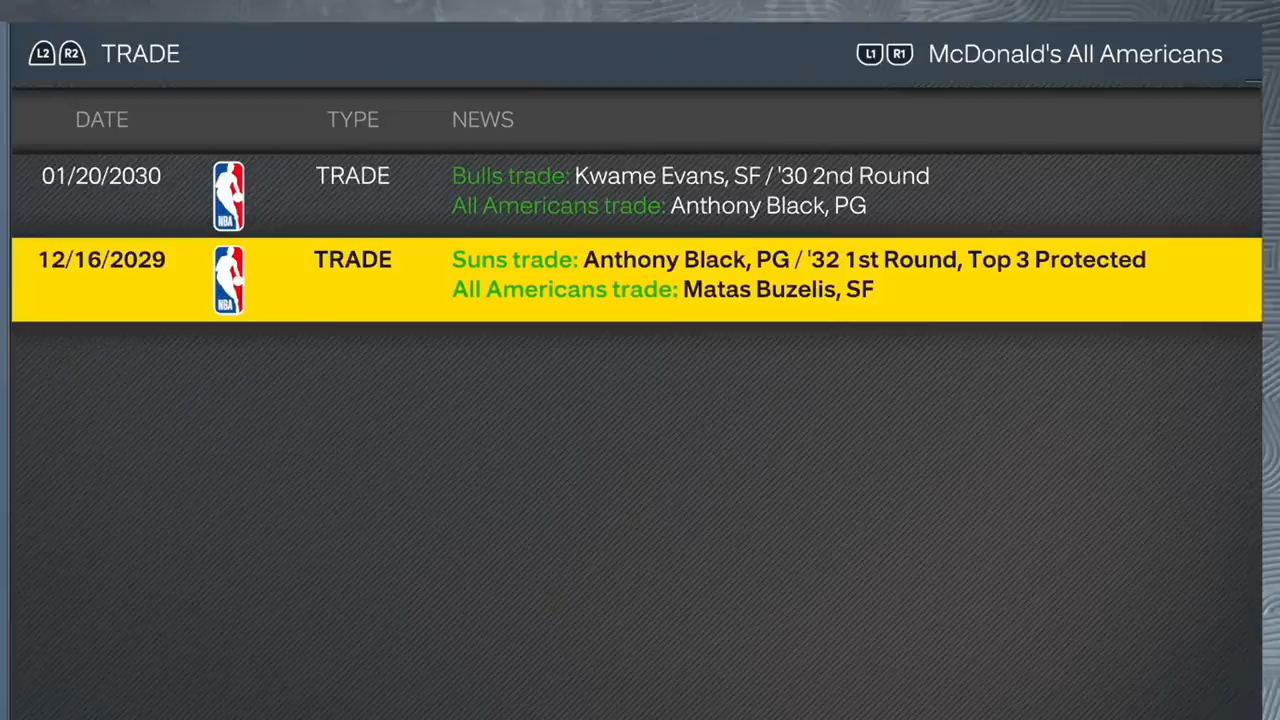 L2 R2 TRADE L1 R1 McDonald's All Americans
DATE TYPE NEWS
01/20/2030 NBA TRADE Bulls trade: Kwame Evans, SF / '30 2nd Round
All Americans trade: Anthony Black, PG
12/16/2029 NBA TRADE Suns trade: Anthony Black, PG / '32 1st Round, Top 3 Protected
All Americans trade: Matas Buzelis, SF